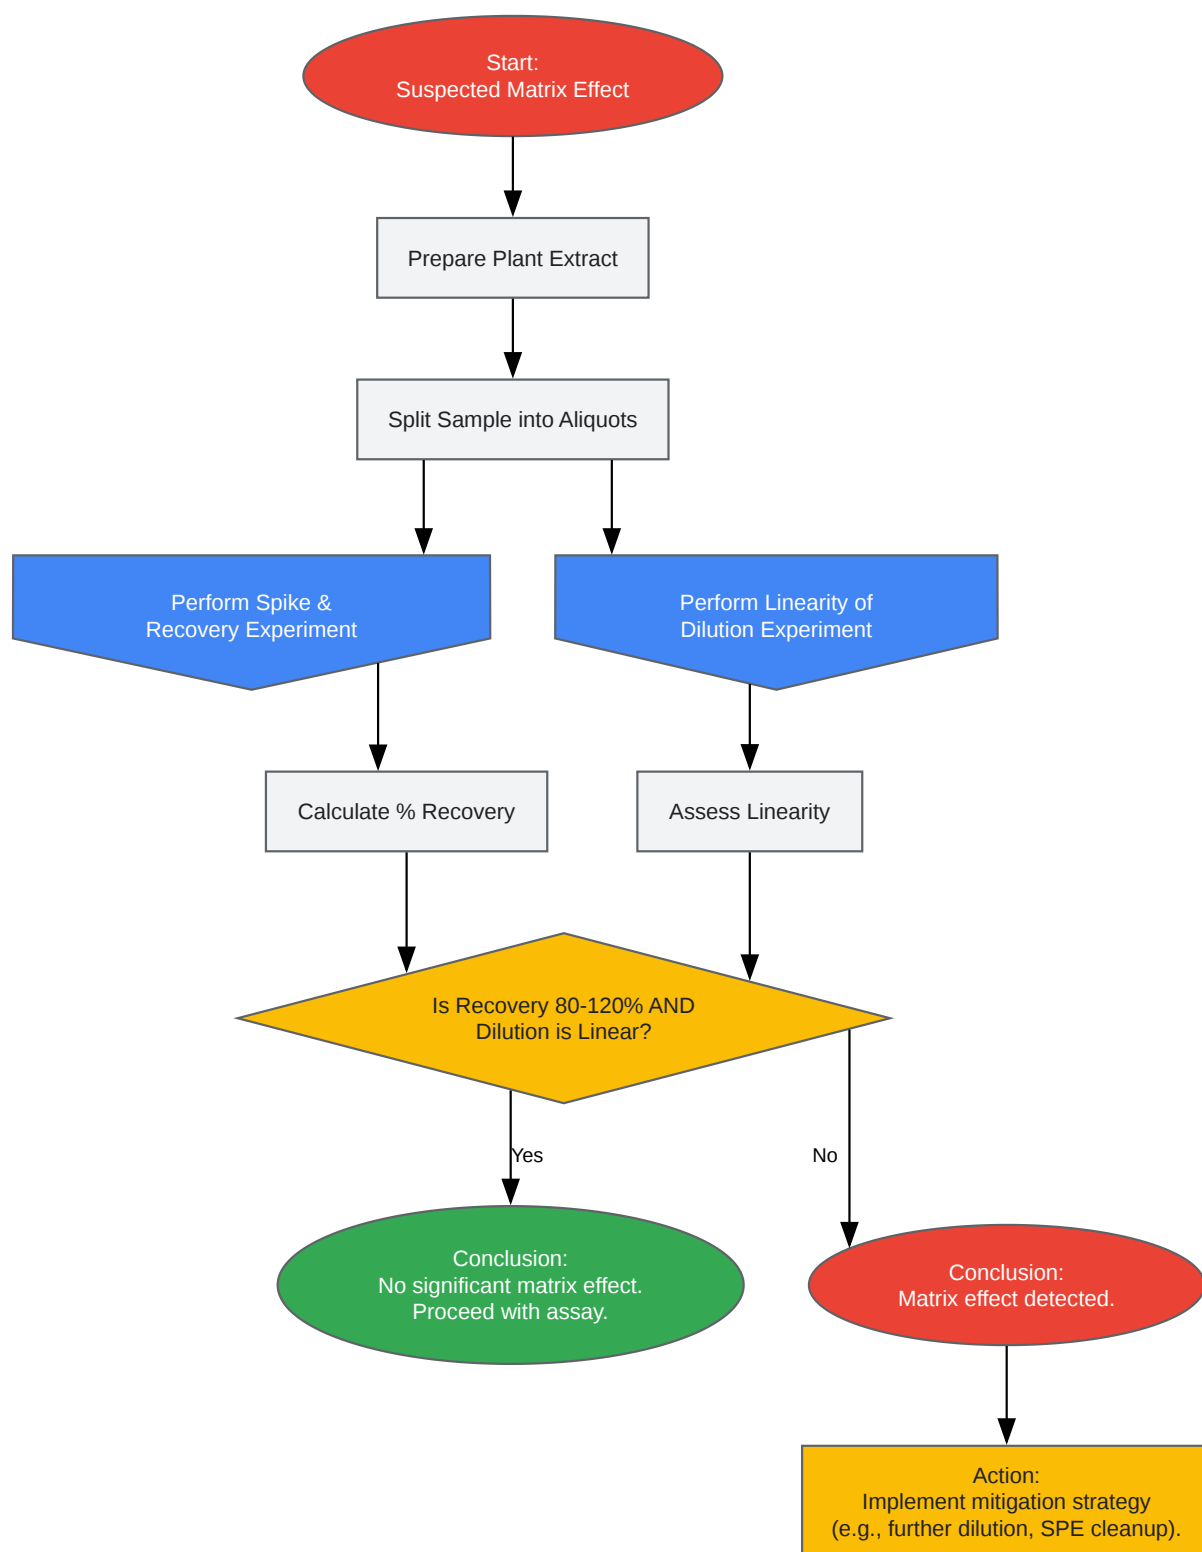 Start:
Suspected Matrix Effect
Prepare Plant Extract
Split Sample into Aliquots
Perform Spike &
Recovery Experiment
Perform Linearity of
Dilution Experiment
Calculate % Recovery
Assess Linearity
Is Recovery 80-120% AND
Dilution is Linear?
Yes
No
Conclusion:
No significant matrix effect.
Proceed with assay.
Conclusion:
Matrix effect detected.
Action:
Implement mitigation strategy
(e.g., further dilution, SPE cleanup).